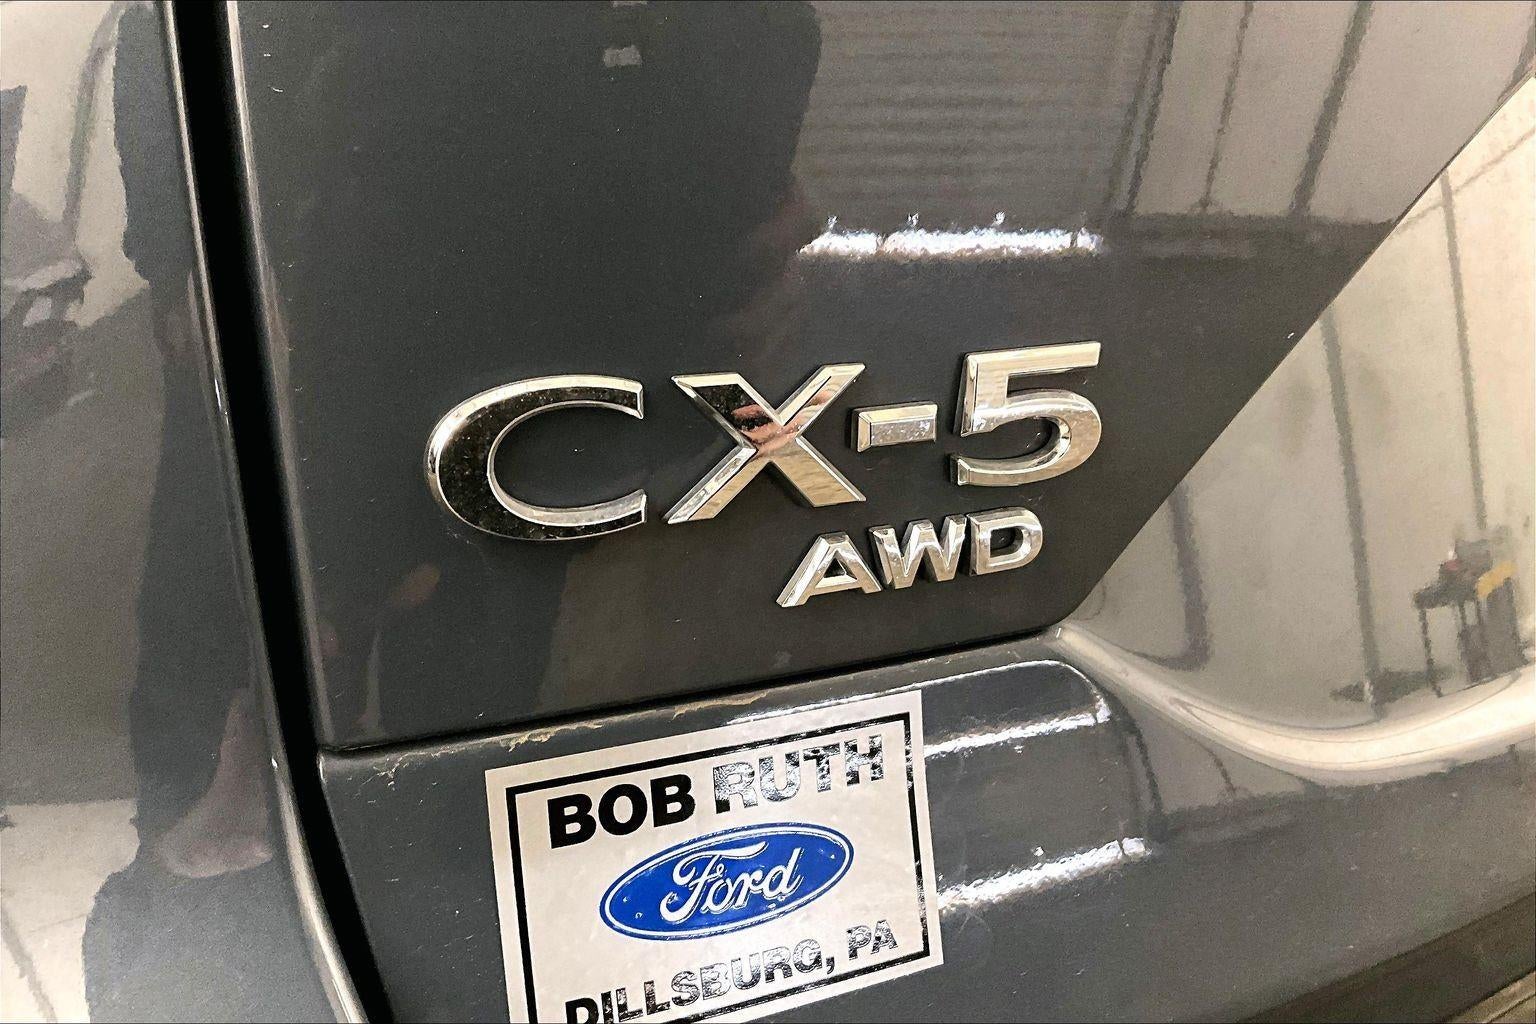 CX-5
AWD
BOB RUTH
Ford
DILLSBURG, PA